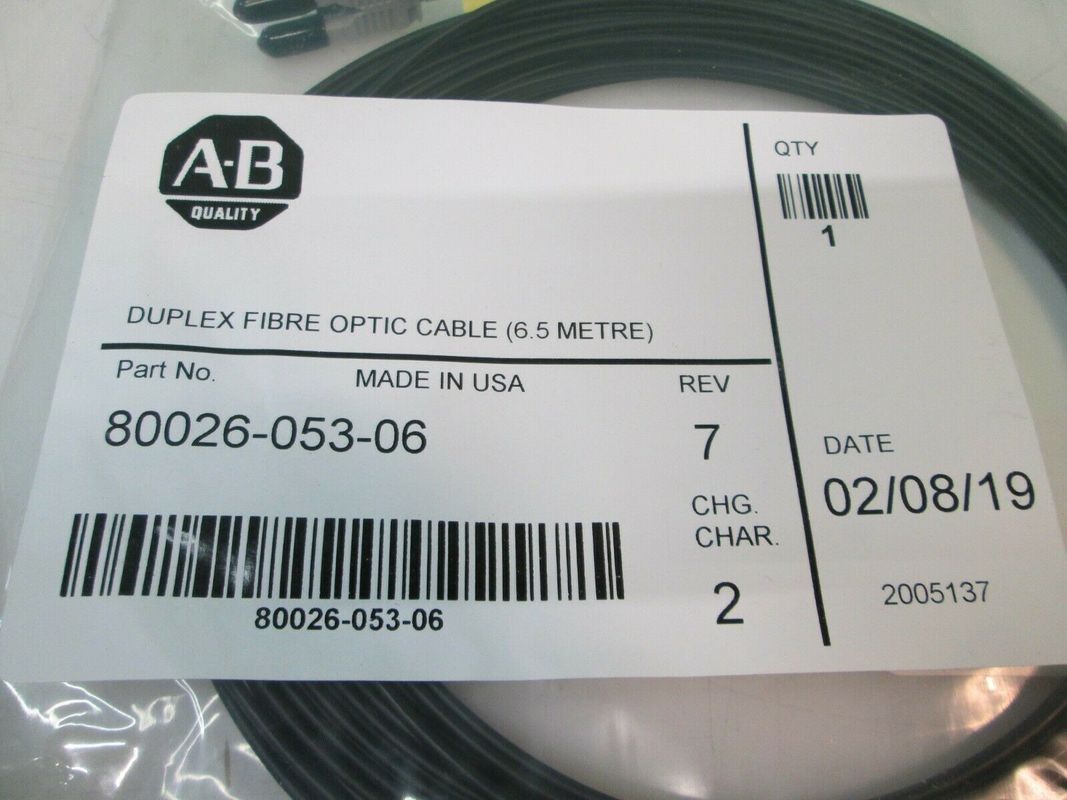 A-B
QUALITY
DUPLEX FIBRE OPTIC CABLE (6.5 METRE)
Part No.
MADE IN USA
80026-053-06
80026-053-06
REV
7
CHG.
CHAR.
2
QTY
1
DATE
02/08/19
2005137